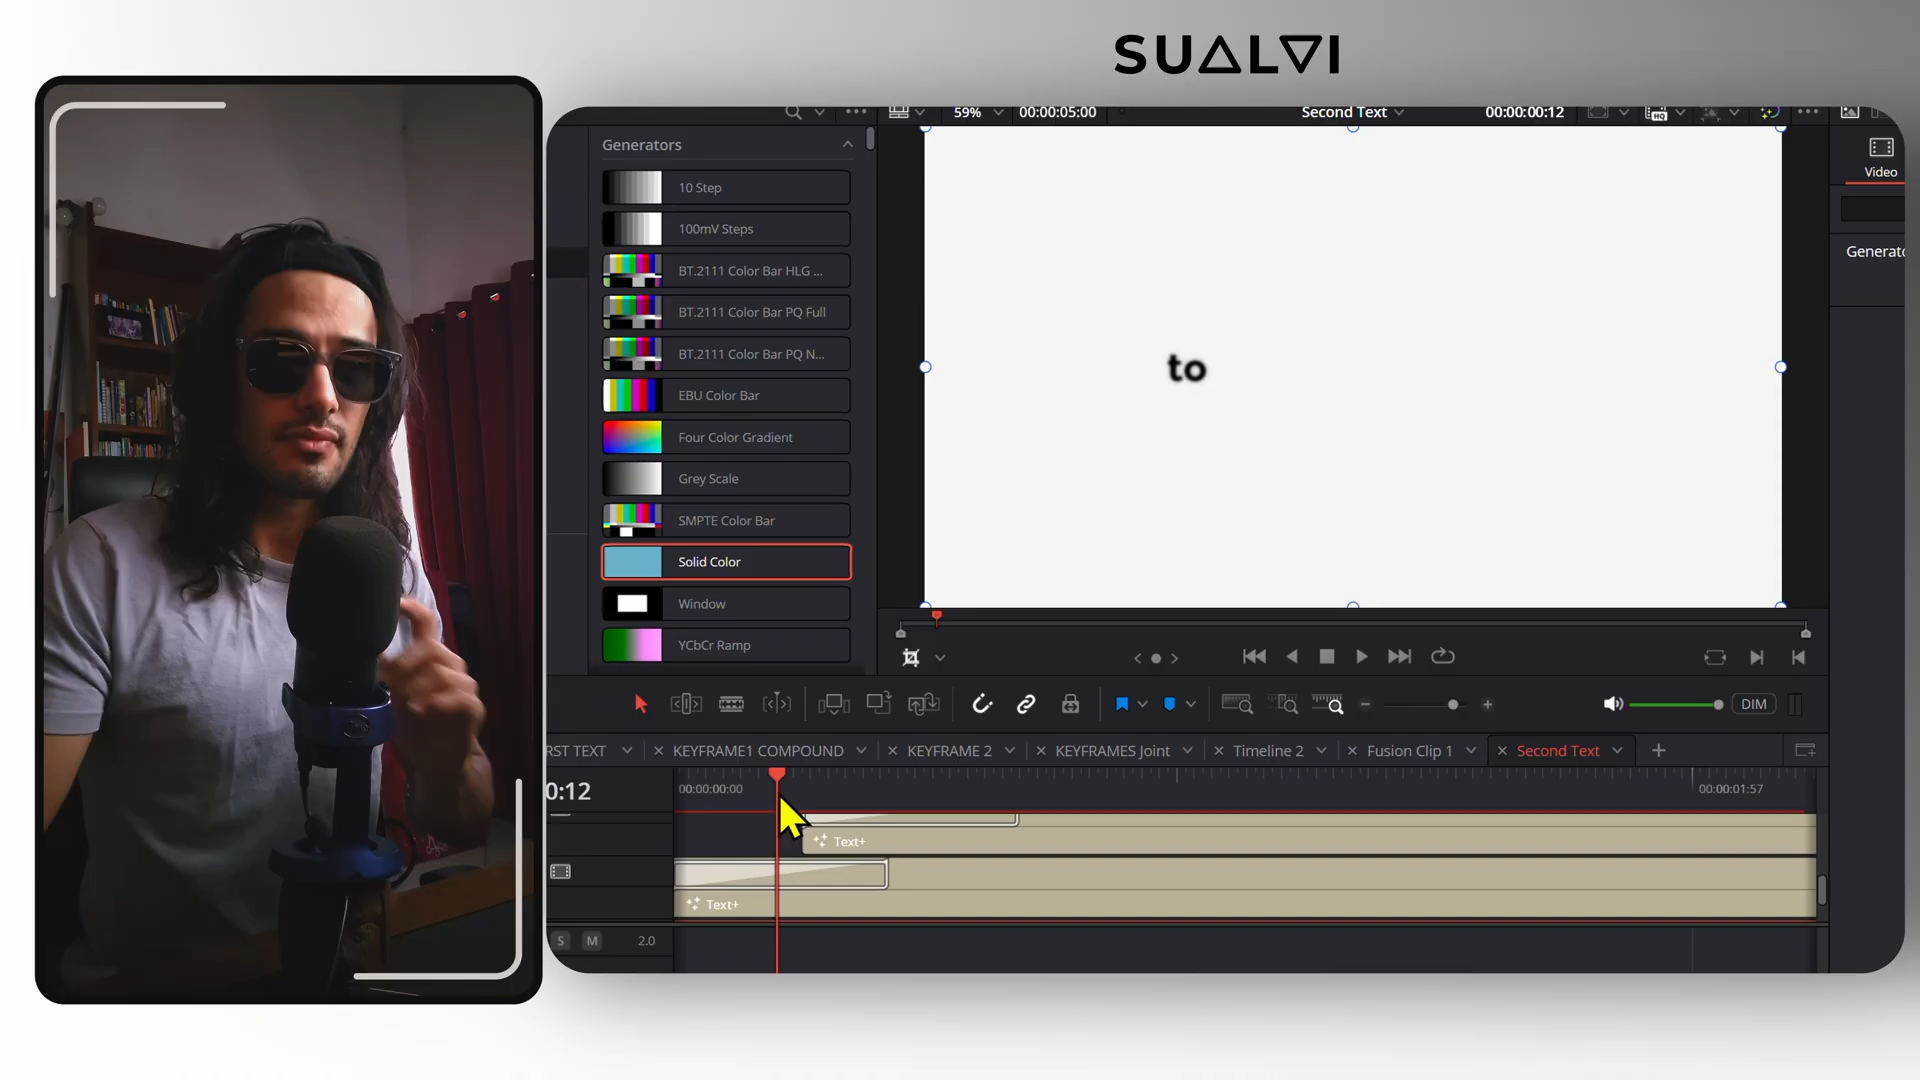 SUALVI
59%
00:00:05:00
Second Text
00:00:00:12
Generators
10 Step
100mV Steps
BT.2111 Color Bar HLG ...
BT.2111 Color Bar PQ Full
BT.2111 Color Bar PQ N...
EBU Color Bar
Four Color Gradient
Grey Scale
SMPTE Color Bar
Solid Color
Window
YCbCr Ramp
to
Video
Generato
DIM
RST TEXT
KEYFRAME1 COMPOUND
KEYFRAME 2
KEYFRAMES Joint
Timeline 2
Fusion Clip 1
Second Text
0:12
00:00:00:00
00:00:01:57
Text+
Text+
S M 2.0